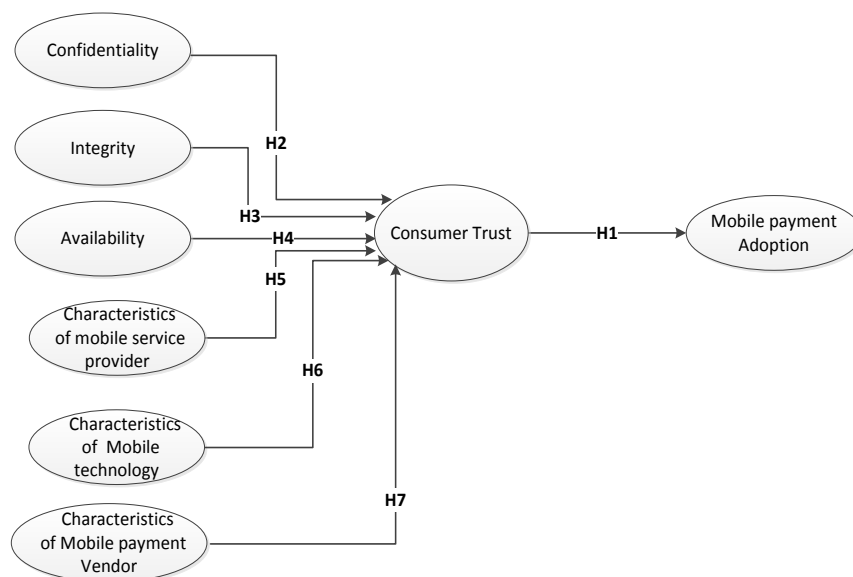 Confidentiality
H2
Integrity
H3
Availability
H4
Consumer Trust
H1
Mobile payment
Adoption
H5
Characteristics
of mobile service
provider
H6
Characteristics
of Mobile
technology
H7
Characteristics
of Mobile payment
Vendor